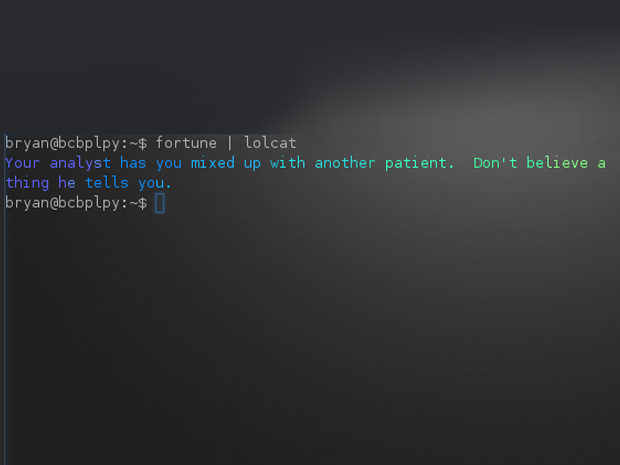 bryan@bcbplpy:~$ fortune | lolcat
Your analyst has you mixed up with another patient.  Don't believe a
thing he tells you.
bryan@bcbplpy:~$